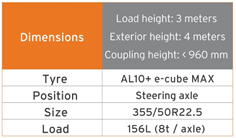 Dimensions
Load height: 3 meters
Exterior height: 4 meters
Coupling height: < 960 mm
Tyre AL10+ e-cube MAX
Position Steering axle
Size 355/50R22.5
Load 156L (8t / axle)